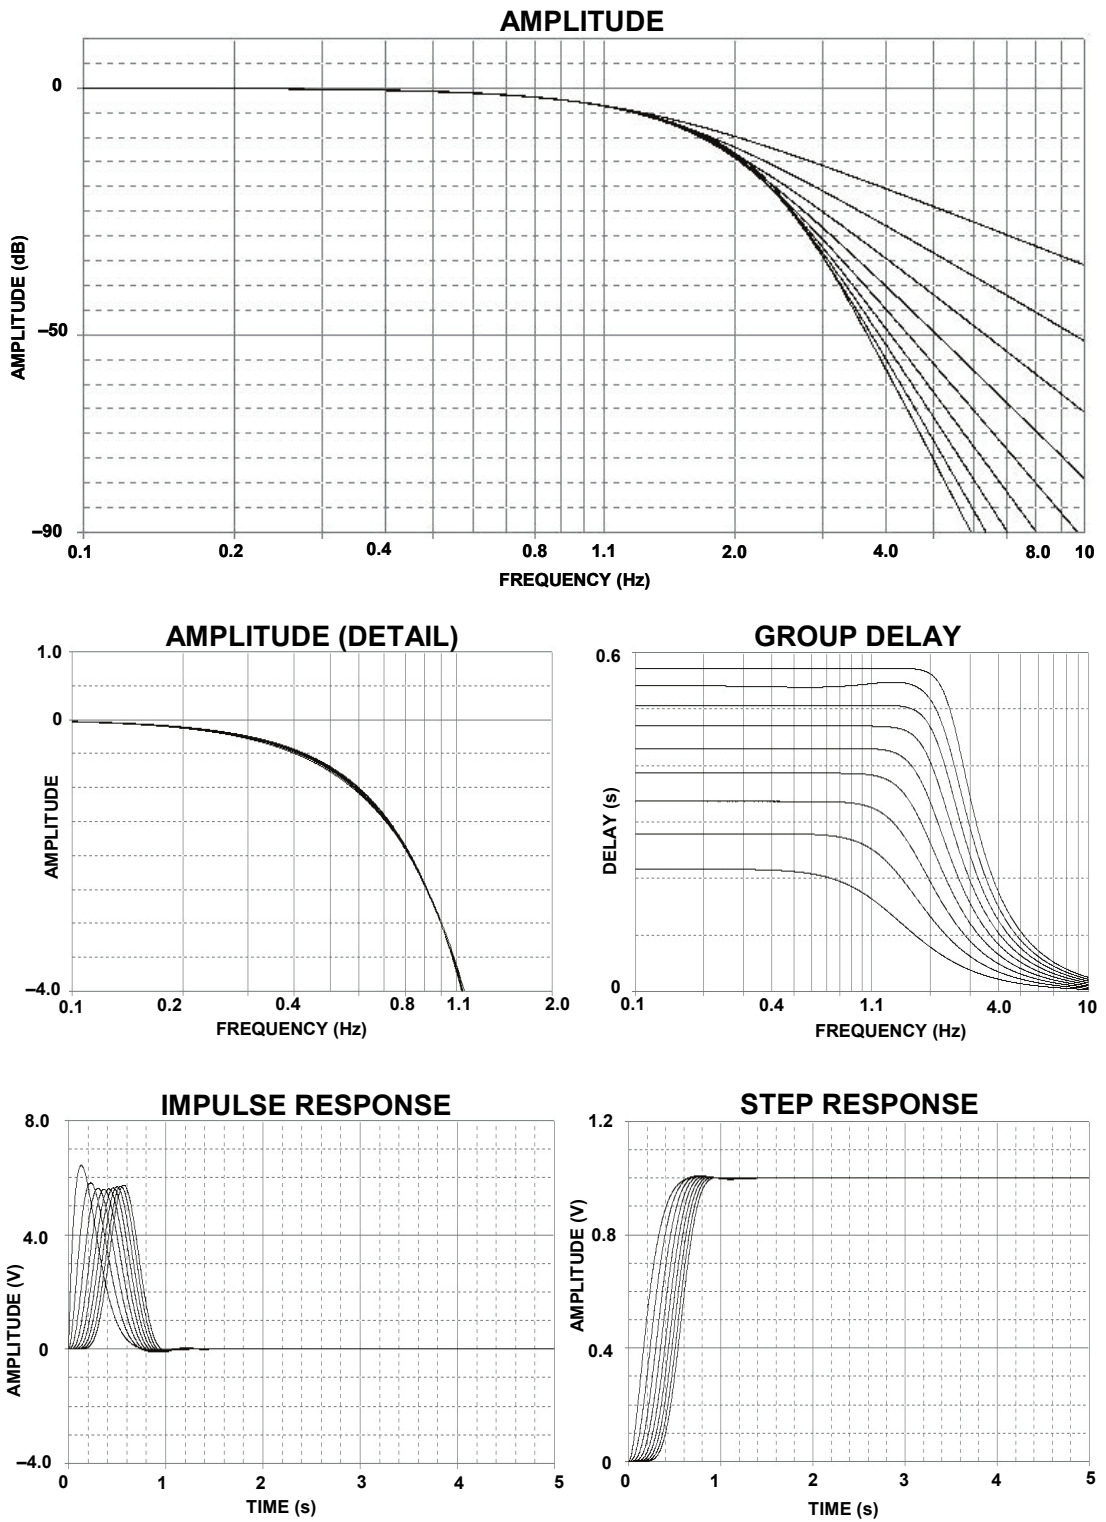 AMPLITUDE
0
–50
–90
AMPLITUDE (dB)
0.1 0.2 0.4 0.8 1.1 2.0 4.0 8.0 10
FREQUENCY (Hz)
AMPLITUDE (DETAIL)
1.0
0
–4.0
AMPLITUDE
0.1 0.2 0.4 0.8 1.1 2.0
FREQUENCY (Hz)
GROUP DELAY
0.6
0
DELAY (s)
0.1 0.4 1.1 4.0 10
FREQUENCY (Hz)
IMPULSE RESPONSE
8.0
4.0
0
–4.0
AMPLITUDE (V)
0 1 2 3 4 5
TIME (s)
STEP RESPONSE
1.2
0.8
0.4
0
AMPLITUDE (V)
0 1 2 3 4 5
TIME (s)